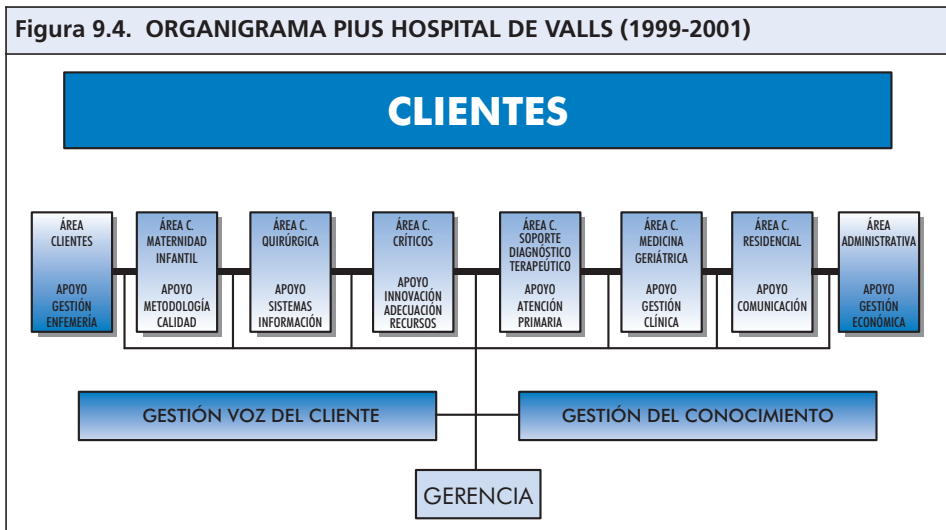 Figura 9.4. ORGANIGRAMA PIUS HOSPITAL DE VALLS (1999-2001)
CLIENTES
ÁREA
CLIENTES
APOYO
GESTIÓN
ENFEMERÍA
ÁREA C.
MATERNIDAD
INFANTIL
APOYO
METODOLOGÍA
CALIDAD
ÁREA C.
QUIRÚRGICA
APOYO
SISTEMAS
INFORMACIÓN
ÁREA C.
CRÍTICOS
APOYO
INNOVACIÓN
ADECUACIÓN
RECURSOS
ÁREA C.
SOPORTE
DIAGNÓSTICO
TERAPEÚTICO
APOYO
ATENCIÓN
PRIMARIA
ÁREA C.
MEDICINA
GERIÁTRICA
APOYO
GESTIÓN
CLÍNICA
ÁREA C.
RESIDENCIAL
APOYO
COMUNICACIÓN
ÁREA
ADMINISTRATIVA
APOYO
GESTIÓN
ECONÓMICA
GESTIÓN VOZ DEL CLIENTE
GESTIÓN DEL CONOCIMIENTO
GERENCIA